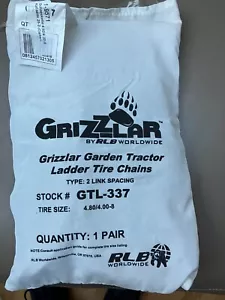 GRIZZLAR
BY RLB WORLDWIDE
Grizzlar Garden Tractor
Ladder Tire Chains
TYPE: 2 LINK SPACING
STOCK # GTL-337
TIRE SIZE: 4.80/4.00-8
QUANTITY: 1 PAIR
RLB
WORLDWIDE